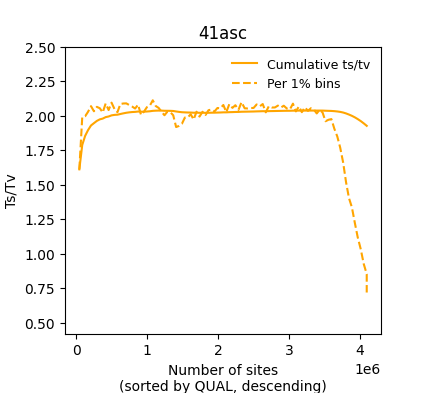 41asc
2.50
2.25
2.00
1.75
1.50
1.25
1.00
0.75
0.50
Ts/Tv
Cumulative ts/tv
Per 1% bins
0
1
2
3
4
1e6
Number of sites
(sorted by QUAL, descending)